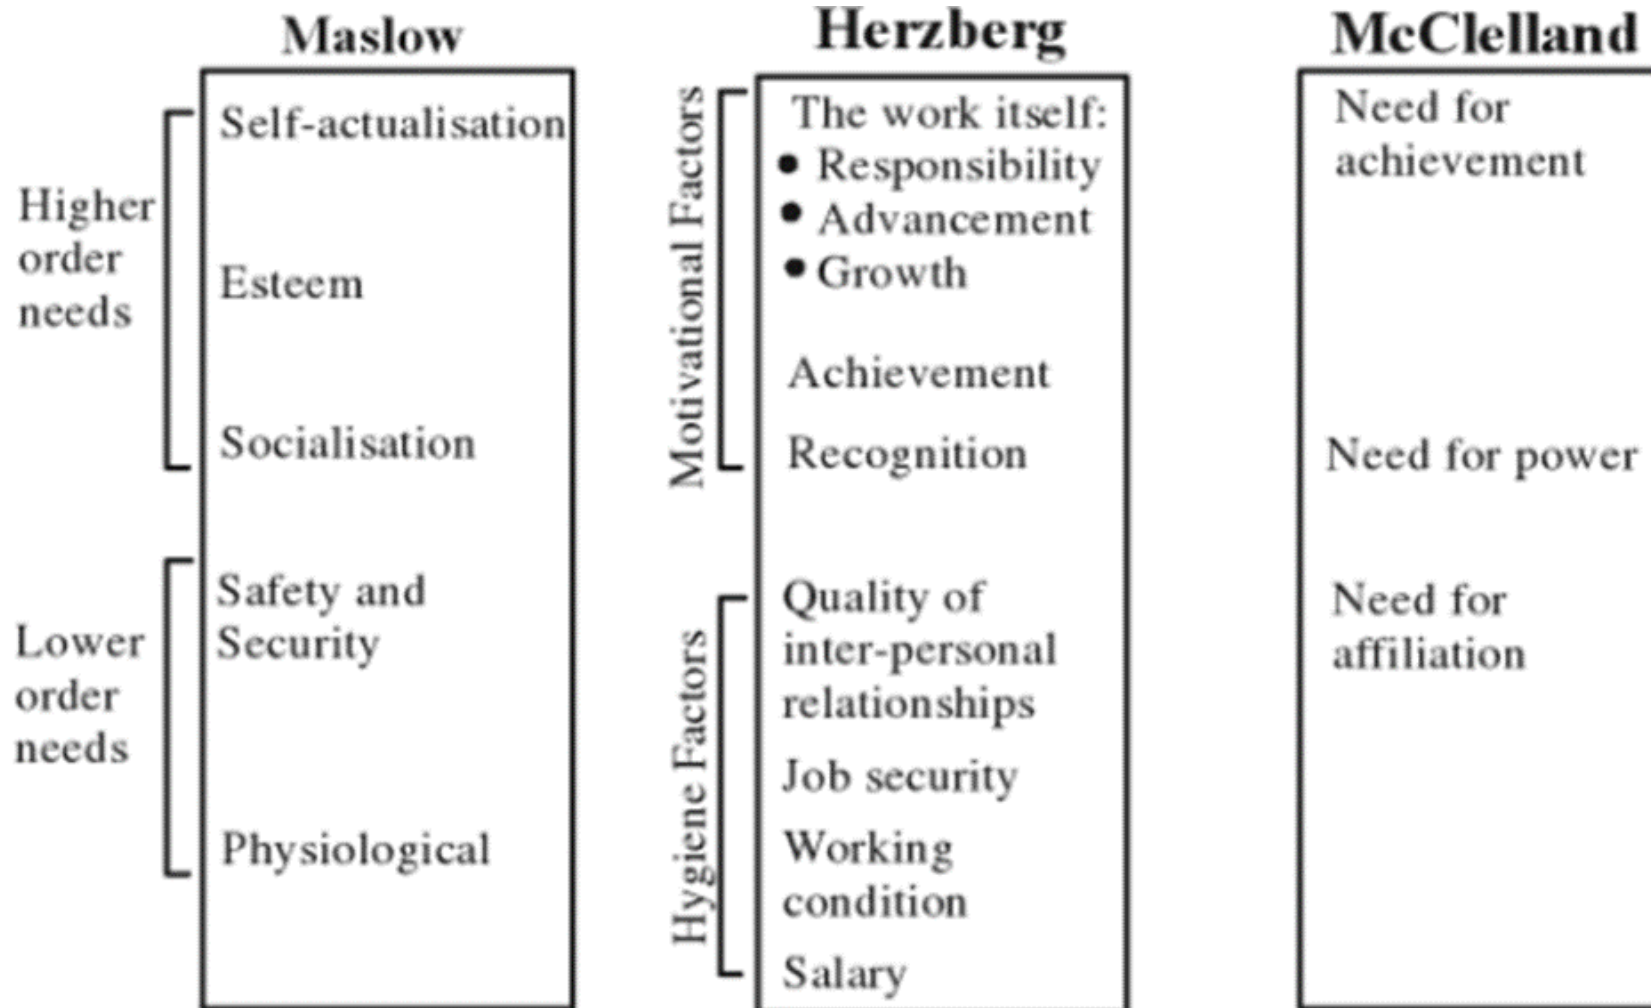 Maslow
Higher
order
needs
Self-actualisation
Esteem
Socialisation
Lower
order
needs
Safety and
Security
Physiological
Herzberg
Motivational Factors
The work itself:
• Responsibility
• Advancement
• Growth
Achievement
Recognition
Hygiene Factors
Quality of
inter-personal
relationships
Job security
Working
condition
Salary
McClelland
Need for
achievement
Need for power
Need for
affiliation